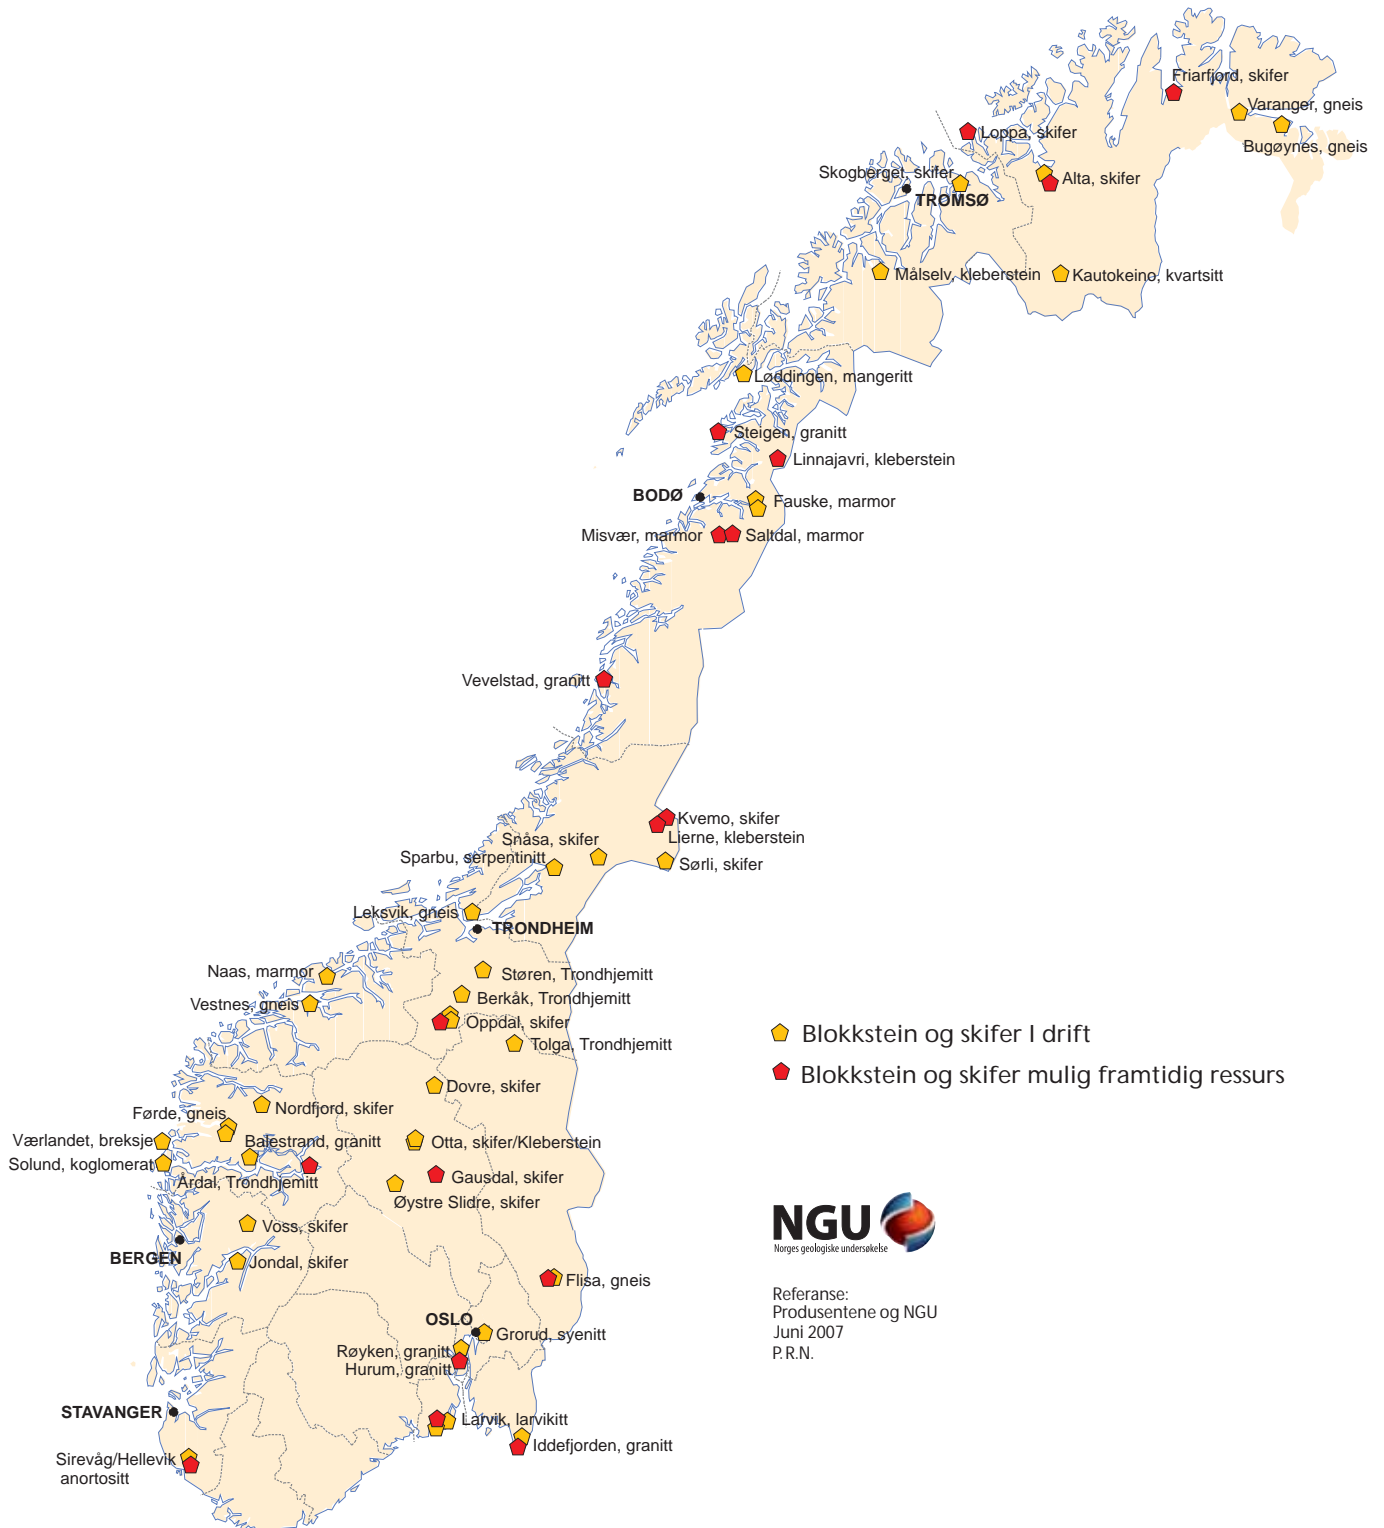 Friarfjord, skifer
Varanger, gneis
Loppa, skifer
Bugøynes, gneis
Skogberget, skifer
Alta, skifer
TROMSØ
Målselv, kleberstein
Kautokeino, kvartsitt
Løddingen, mangeritt
Steigen, granitt
Linnajavri, kleberstein
BODØ
Fauske, marmor
Misvær, marmor
Saltdal, marmor
Vevelstad, granitt
Kvemo, skifer
Lierne, kleberstein
Snåsa, skifer
Sparbu, serpentinitt
Sørli, skifer
Leksvik, gneis
TRONDHEIM
Naas, marmor
Støren, Trondhjemitt
Vestnes, gneis
Berkåk, Trondhjemitt
Oppdal, skifer
Tolga, Trondhjemitt
Blokkstein og skifer I drift
Blokkstein og skifer mulig framtidig ressurs
Dovre, skifer
Nordfjord, skifer
Førde, gneis
Værlandet, breksje
Balestrand, granitt
Otta, skifer/Kleberstein
Solund, koglomerat
Årdal, Trondhjemitt
Gausdal, skifer
Øystre Slidre, skifer
Voss, skifer
BERGEN
Jondal, skifer
Flisa, gneis
NGU
Norges geologiske undersøkelse
Referanse:
Produsentene og NGU
Juni 2007
P.R.N.
OSLO
Grorud, syenitt
Røyken, granitt
Hurum, granitt
STAVANGER
Larvik, larvikitt
Iddefjorden, granitt
Sirevåg/Hellevik
anortositt